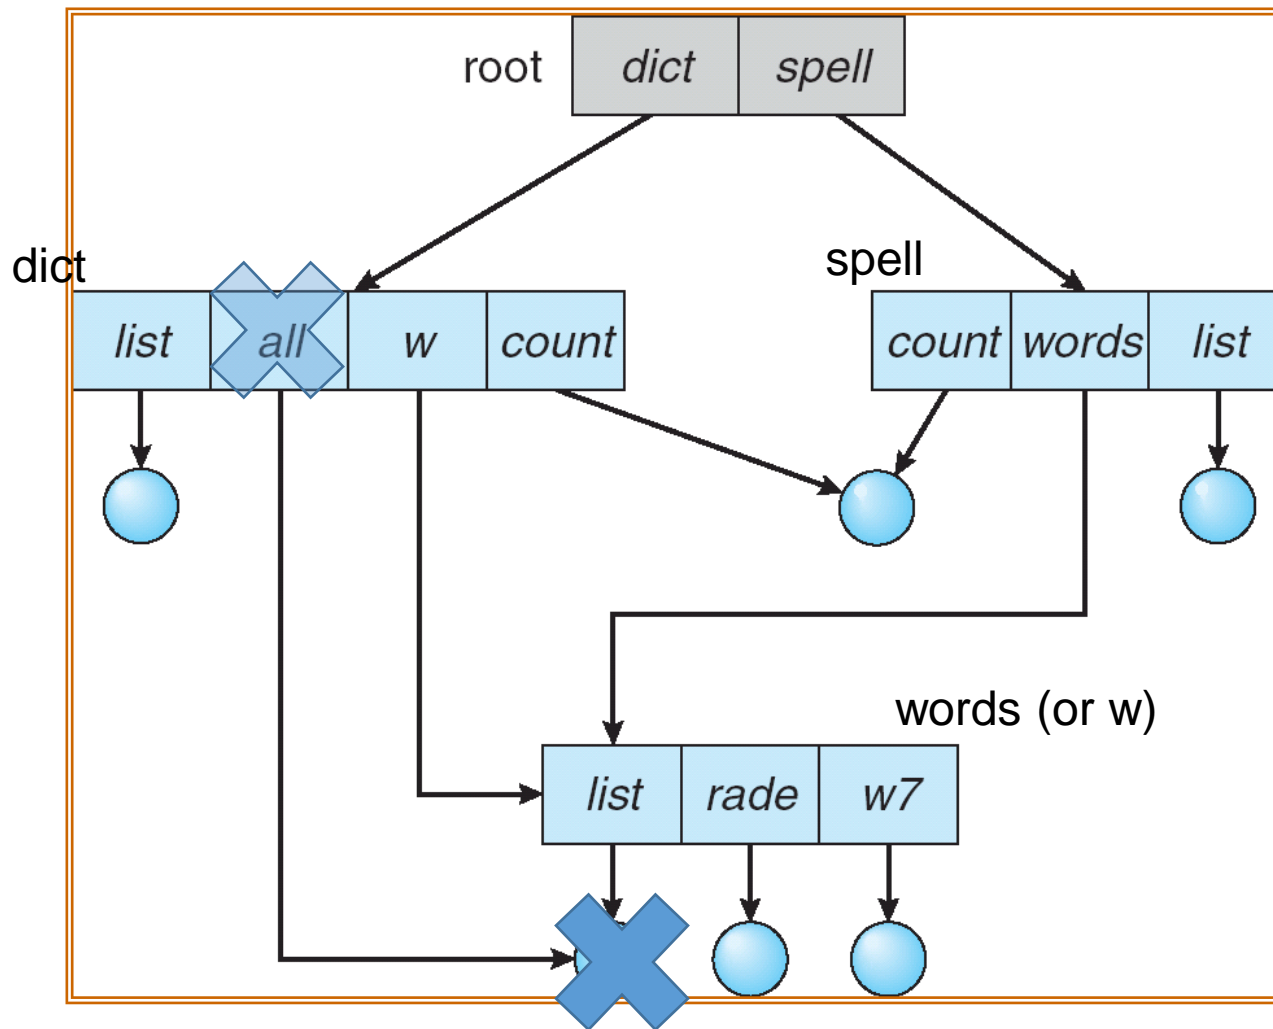 root dict spell
dict
spell
list all w count
count words list
words (or w)
list rade w7